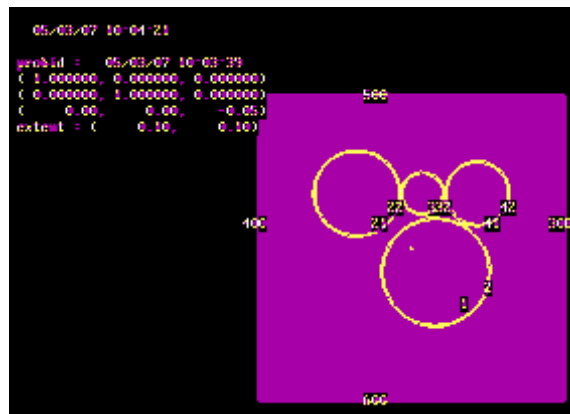 05/03/07 10:04:21
probid : 05/03/07 10:03:39
( 1.000000, 0.000000, 0.000000)
( 0.000000, 1.000000, 0.000000)
( 0.00, 0.00, -0.05)
extent : ( 0.10, 0.10)
500
22 332 42
400 21 41 300
2
1
600